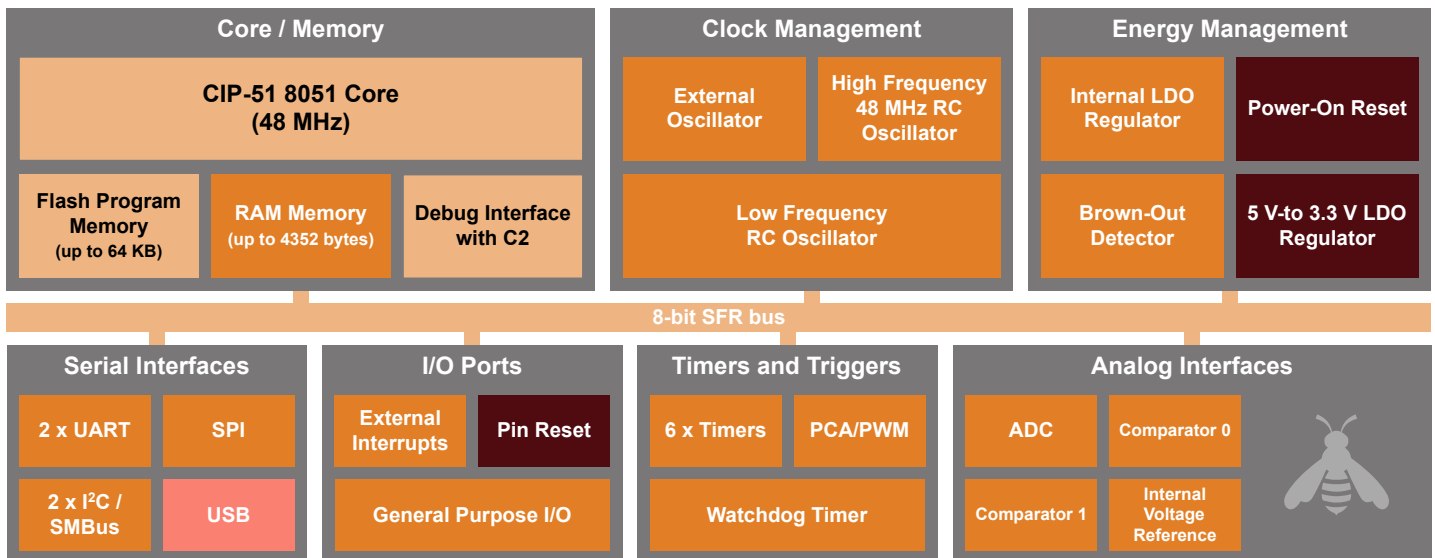 Core / Memory
CIP-51 8051 Core
(48 MHz)
Flash Program
Memory
(up to 64 KB)
RAM Memory
(up to 4352 bytes)
Debug Interface
with C2
Clock Management
External
Oscillator
High Frequency
48 MHz RC
Oscillator
Low Frequency
RC Oscillator
Energy Management
Internal LDO
Regulator
Power-On Reset
Brown-Out
Detector
5 V-to 3.3 V LDO
Regulator
8-bit SFR bus
Serial Interfaces
2 x UART
SPI
2 x I²C /
SMBus
USB
I/O Ports
External
Interrupts
Pin Reset
General Purpose I/O
Timers and Triggers
6 x Timers
PCA/PWM
Watchdog Timer
Analog Interfaces
ADC
Comparator 0
Comparator 1
Internal
Voltage
Reference